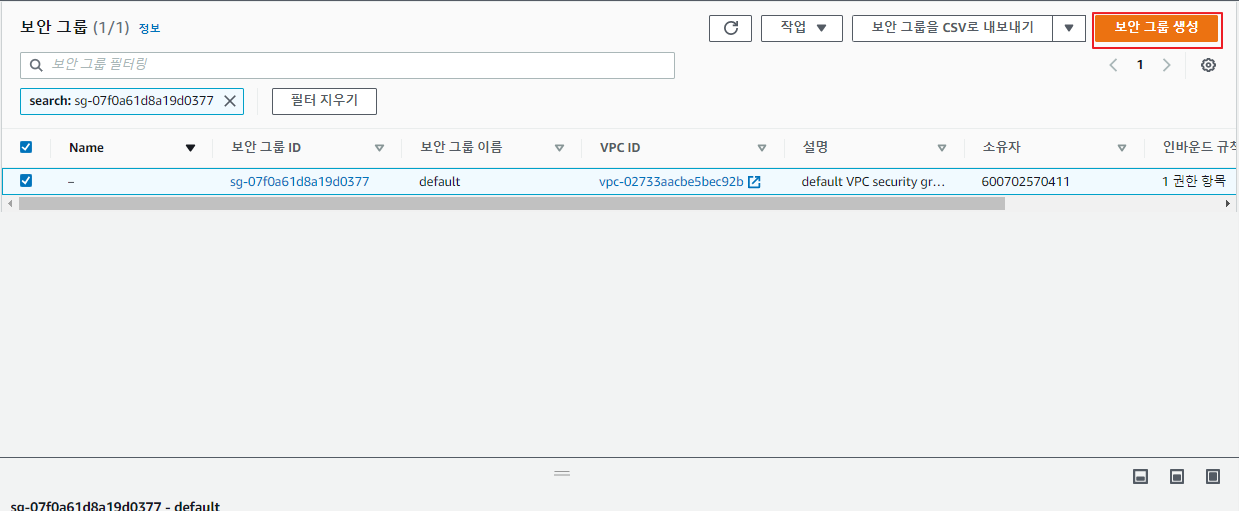 보안 그룹 (1/1) 정보 작업 보안 그룹을 CSV로 내보내기 보안 그룹 생성
보안 그룹 필터링 1
search: sg-07f0a61d8a19d0377 필터 지우기
Name 보안 그룹 ID 보안 그룹 이름 VPC ID 설명 소유자 인바운드 규칙
– sg-07f0a61d8a19d0377 default vpc-02733aacbe5bec92b default VPC security gr... 600702570411 1 권한 항목
sg-07f0a61d8a19d0377 - default